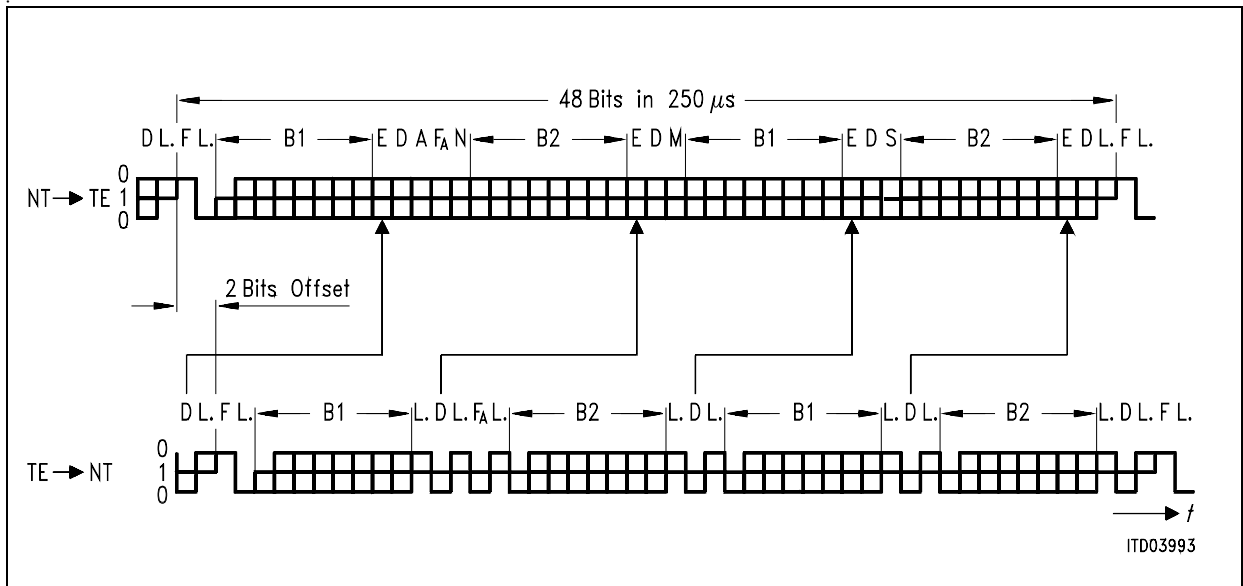 48 Bits in 250 μs
D L. F L. B1 E D A FA N B2 E D M B1 E D S B2 E D L. F L.
0
NT TE 1
0
2 Bits Offset
D L. F L. B1 L. D L. FA L. B2 L. D L. B1 L. D L. B2 L. D L. F L.
0
TE NT 1
0
t
ITD03993